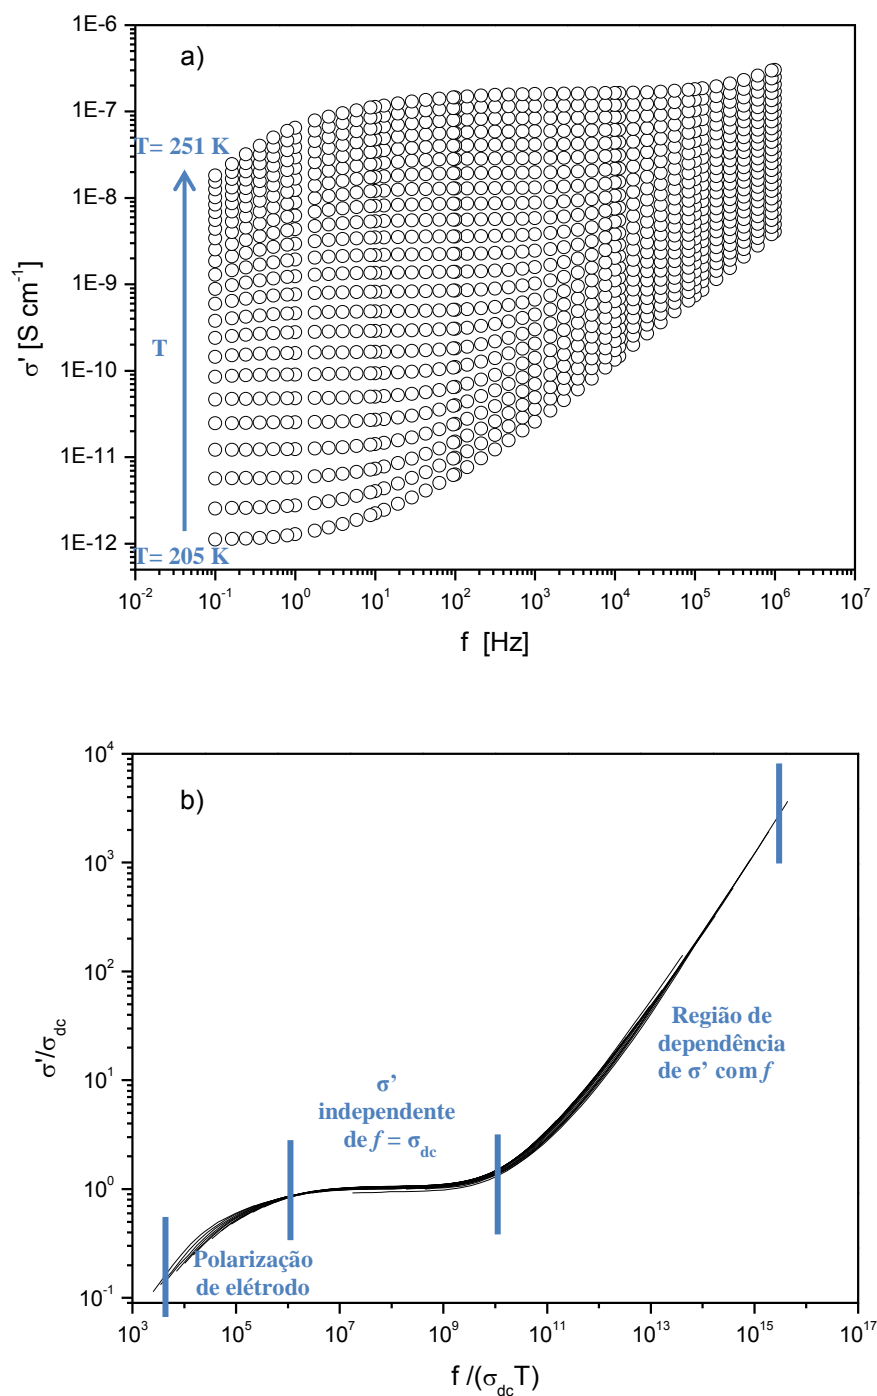 1E-6
a)
1E-7
T= 251 K
1E-8
1E-9
σ' [S cm⁻¹]
T
1E-10
1E-11
1E-12
T= 205 K
10⁻² 10⁻¹ 10⁰ 10¹ 10² 10³ 10⁴ 10⁵ 10⁶ 10⁷
f [Hz]
10⁴
b)
10³
10²
σ'/σdc
Região de
dependência
de σ’ com f
10¹
σ’
independente
de f = σdc
10⁰
Polarização
de elétrodo
10⁻¹
10³ 10⁵ 10⁷ 10⁹ 10¹¹ 10¹³ 10¹⁵ 10¹⁷
f /(σdcT)